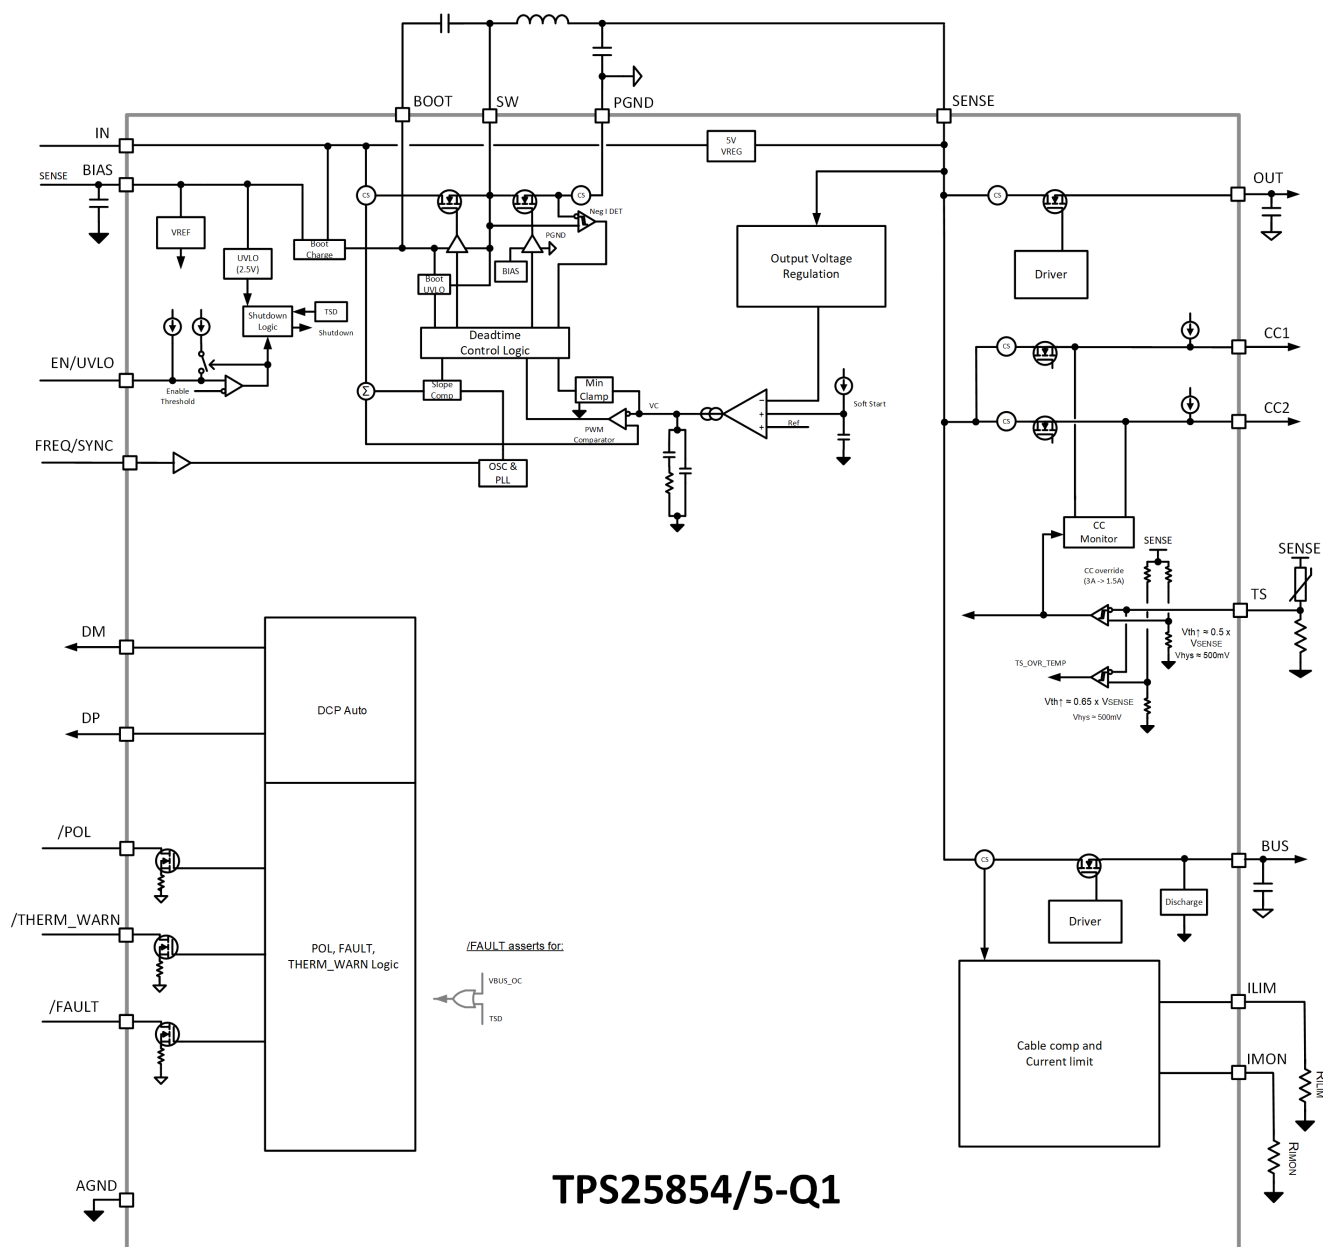 BOOT
SW
PGND
SENSE
IN
5V
VREG
SENSE
BIAS
CS
CS
CS
OUT
Neg I DET
VREF
PGND
Boot
Charge
UVLO
(2.5V)
BIAS
Boot
UVLO
Output Voltage
Regulation
Driver
Shutdown
Logic
TSD
Shutdown
Deadtime
Control Logic
CS
CC1
EN/UVLO
Enable
Threshold
Σ
Slope
Comp
Min
Clamp
VC
Soft Start
PWM
Comparator
Ref
CS
CC2
FREQ/SYNC
OSC &
PLL
CC
Monitor
SENSE
SENSE
CC override
(3A -> 1.5A)
TS
Vth↑ ≈ 0.5 x
VSENSE
Vhys ≈ 500mV
TS_OVR_TEMP
Vth↑ ≈ 0.65 x VSENSE
Vhys ≈ 500mV
DM
DP
DCP Auto
/POL
/THERM_WARN
/FAULT
POL, FAULT,
THERM_WARN Logic
/FAULT asserts for:
VBUS_OC
TSD
CS
BUS
Driver
Discharge
Cable comp and
Current limit
ILIM
IMON
RILIM
RIMON
AGND
TPS25854/5-Q1